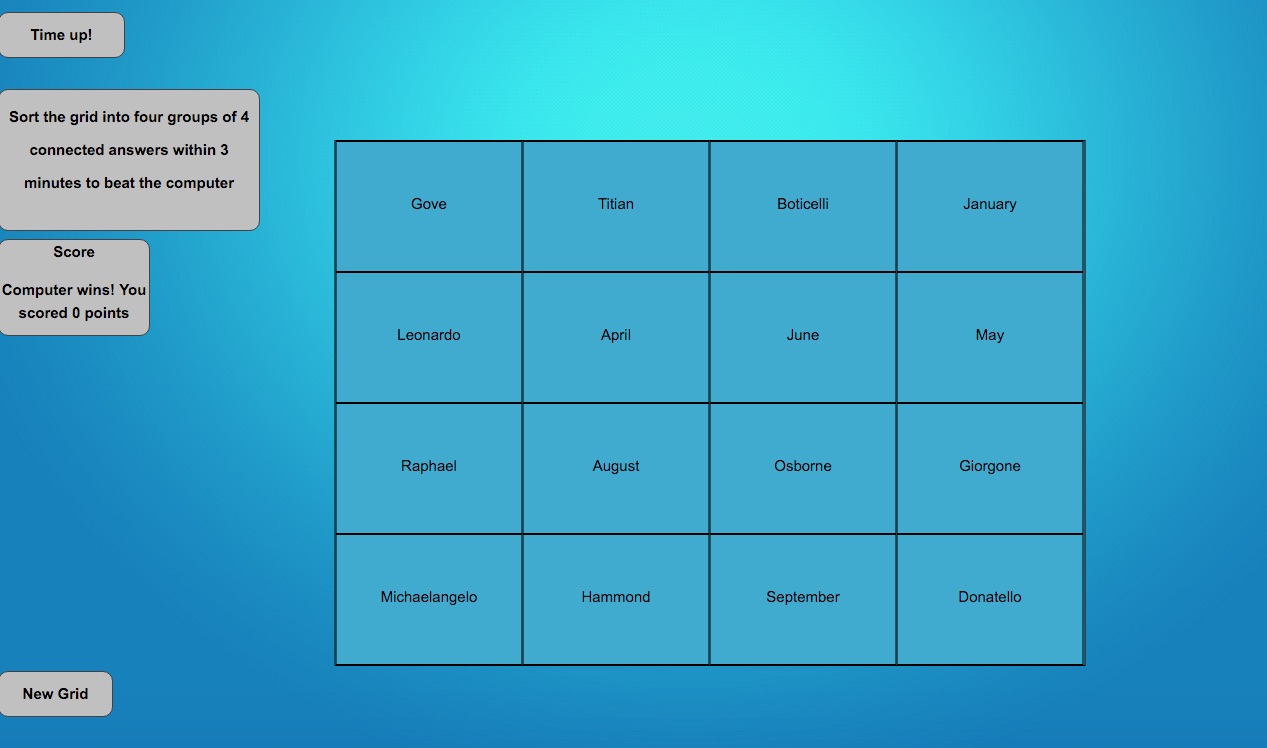 Time up!
Sort the grid into four groups of 4
connected answers within 3
minutes to beat the computer
Score
Computer wins! You
scored 0 points
Gove
Titian
Boticelli
January
Leonardo
April
June
May
Raphael
August
Osborne
Giorgone
Michaelangelo
Hammond
September
Donatello
New Grid